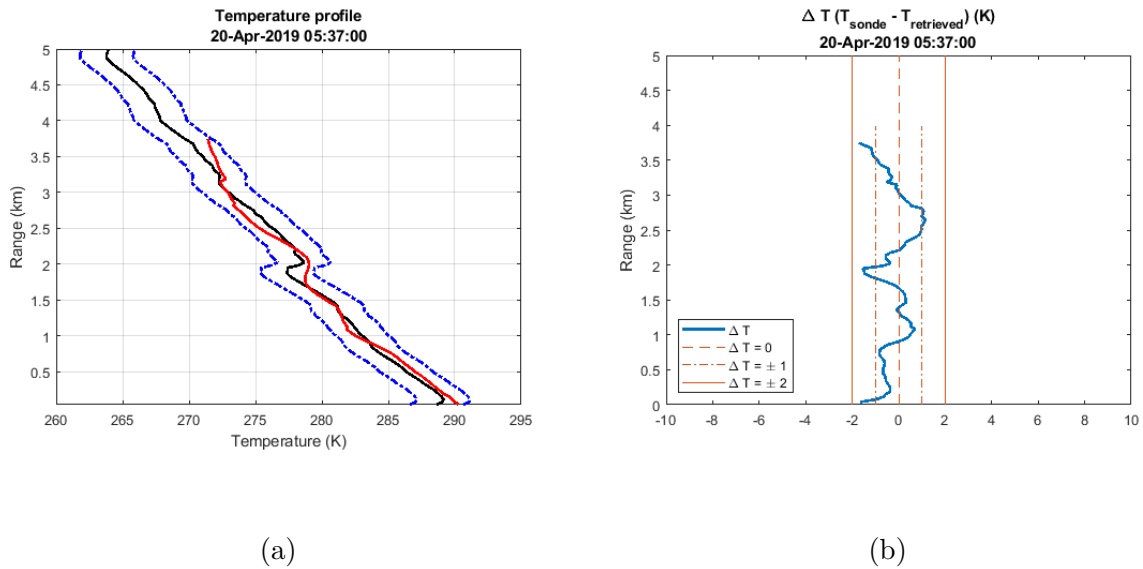 Temperature profile
20-Apr-2019 05:37:00
5
4.5
4
3.5
3
2.5
2
1.5
1
0.5
Range (km)
260 265 270 275 280 285 290 295
Temperature (K)
(a)
Δ T (T_sonde - T_retrieved) (K)
20-Apr-2019 05:37:00
5
4.5
4
3.5
3
2.5
2
1.5
1
0.5
0
Range (km)
Δ T
Δ T = 0
Δ T = ± 1
Δ T = ± 2
-10 -8 -6 -4 -2 0 2 4 6 8 10
(b)